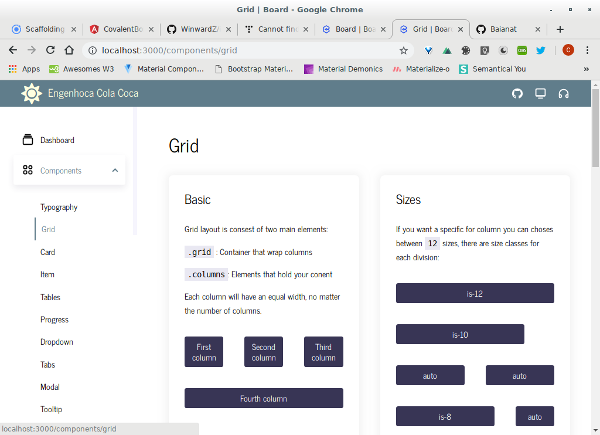 Grid | Board - Google Chrome
Scaffolding
CovalentBo
WinwardZ
Cannot find
Board | Boa
Grid | Boar
Baianat
localhost:3000/components/grid
Apps
Awesomes W3
Material Compon...
Bootstrap Materi...
Material Demonics
Materialize-o
Semantical You
»
Engenhoca Cola Coca
Dashboard
Components
Typography
Grid
Card
Item
Tables
Progress
Dropdown
Tabs
Modal
Tooltip
Grid
Basic
Grid layout is consest of two main elements:
.grid : Container that wrap columns
.columns : Elements that hold your conent
Each column will have an equal width, no matter
the number of columns.
First
column
Second
column
Third
column
Fourth column
Sizes
If you want a specific for column you can choses
between 12 sizes, there are size classes for
each division:
is-12
is-10
auto
auto
is-8
auto
localhost:3000/components/grid